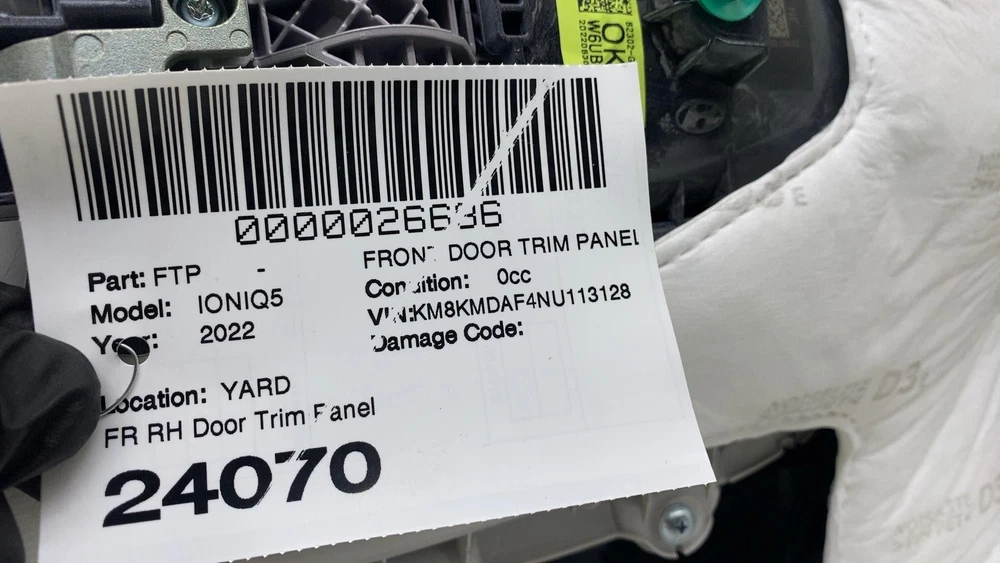 OK
W6UB
0000026636
FRONT DOOR TRIM PANEL
Part: FTP -
Condition: 0cc
Model: IONIQ5
VIN:KM8KMDAF4NU113128
Year: 2022
Damage Code:
Location: YARD
FR RH Door Trim Panel
24070